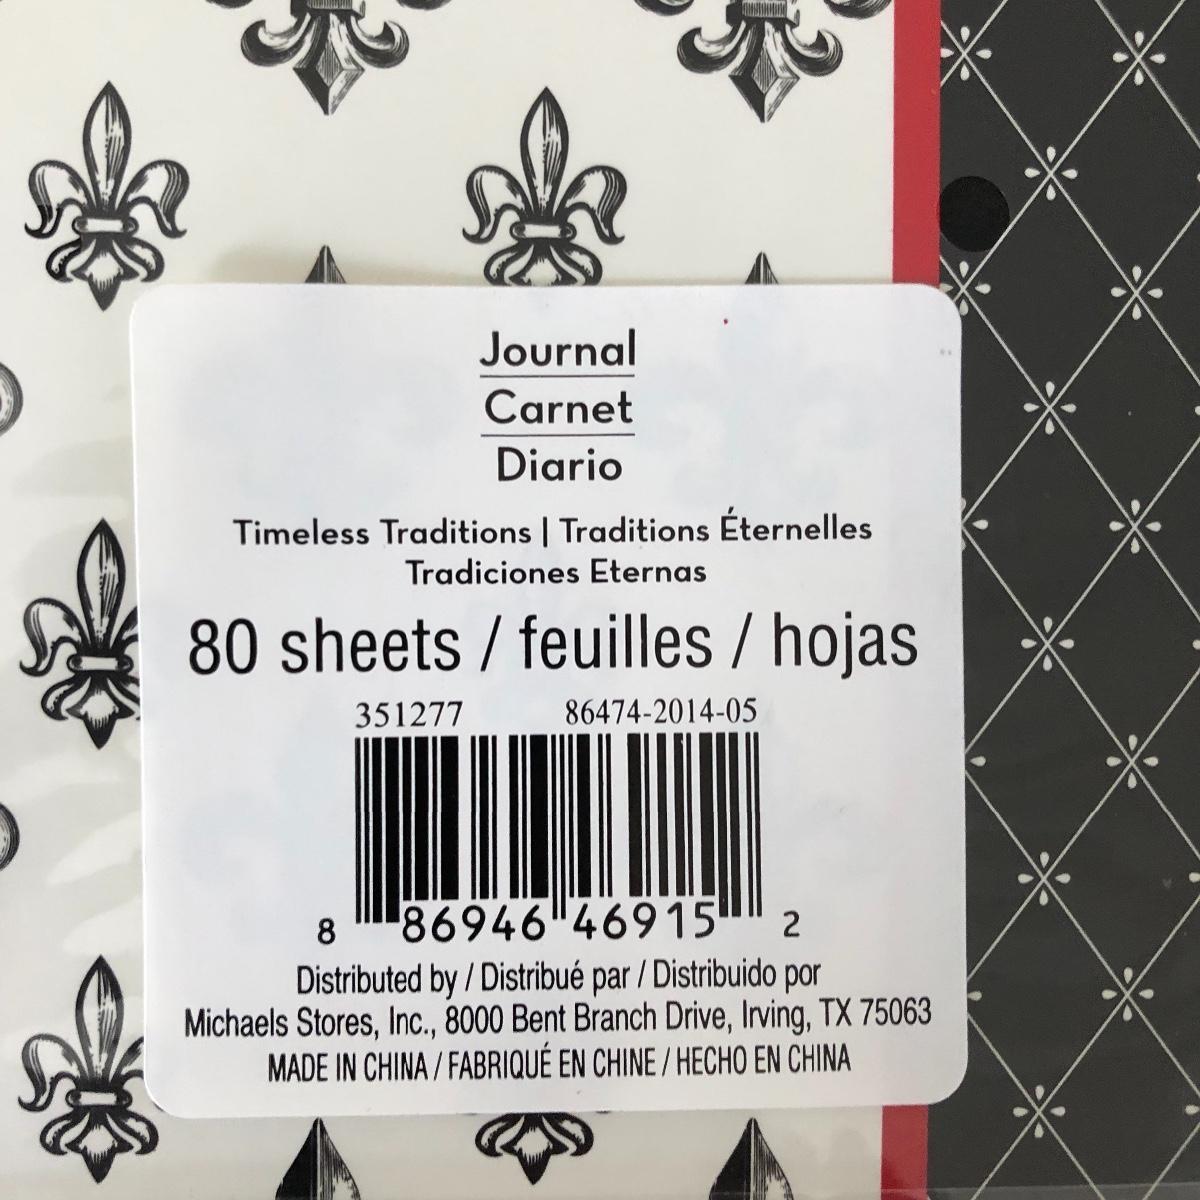 Journal
Carnet
Diario
Timeless Traditions | Traditions Éternelles
Tradiciones Eternas
80 sheets / feuilles / hojas
351277 86474-2014-05
8 86946 46915 2
Distributed by / Distribué par / Distribuido por
Michaels Stores, Inc., 8000 Bent Branch Drive, Irving, TX 75063
MADE IN CHINA / FABRIQUÉ EN CHINE / HECHO EN CHINA